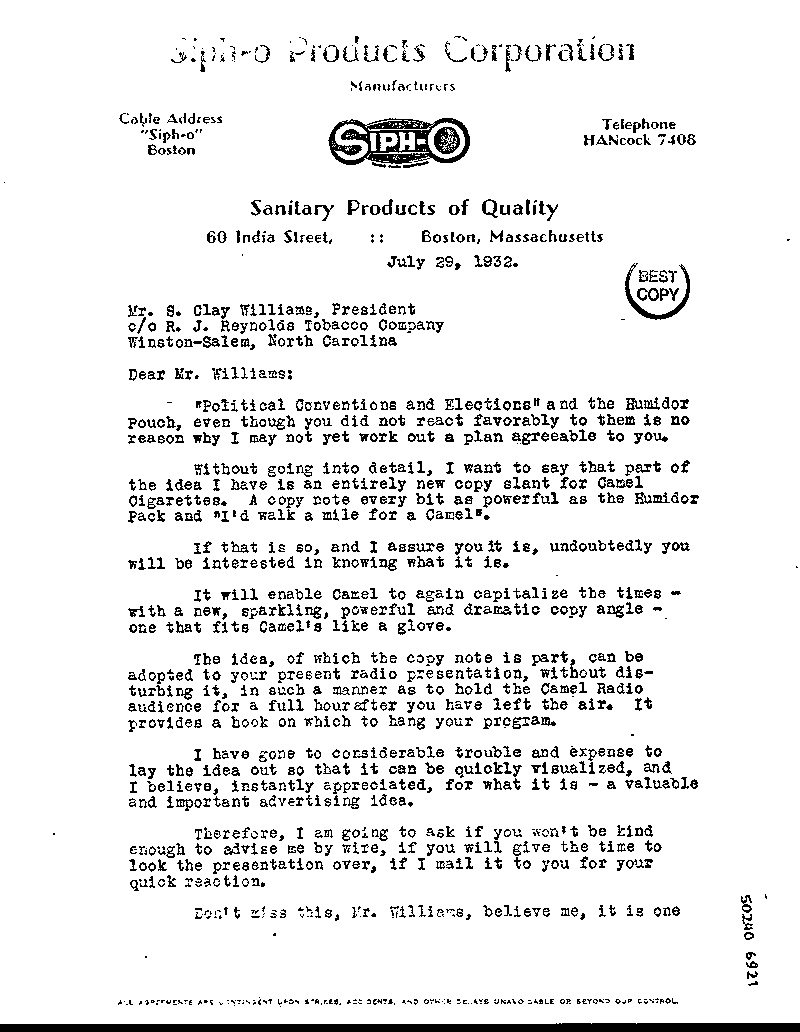 Siph-o Products Corporation
Manufacturers
Cable Address
"Siph-o"
Boston
SIPH-O
Telephone
HANcock 7408
Sanitary Products of Quality
60 India Street, :: Boston, Massachusetts
July 29, 1932.
BEST
COPY
Mr. S. Clay Williams, President
c/o R. J. Reynolds Tobacco Company
Winston-Salem, North Carolina
Dear Mr. Williams:
"Political Conventions and Elections" and the Humidor
Pouch, even though you did not react favorably to them is no
reason why I may not yet work out a plan agreeable to you.
Without going into detail, I want to say that part of
the idea I have is an entirely new copy slant for Camel
Cigarettes. A copy note every bit as powerful as the Humidor
Pack and "I'd walk a mile for a Camel".
If that is so, and I assure you it is, undoubtedly you
will be interested in knowing what it is.
It will enable Camel to again capitalize the times -
with a new, sparkling, powerful and dramatic copy angle -
one that fits Camel's like a glove.
The idea, of which the copy note is part, can be
adopted to your present radio presentation, without dis-
turbing it, in such a manner as to hold the Camel Radio
audience for a full hour after you have left the air. It
provides a hook on which to hang your program.
I have gone to considerable trouble and expense to
lay the idea out so that it can be quickly visualized, and
I believe, instantly appreciated, for what it is - a valuable
and important advertising idea.
Therefore, I am going to ask if you won't be kind
enough to advise me by wire, if you will give the time to
look the presentation over, if I mail it to you for your
quick reaction.
Don't miss this, Mr. Williams, believe me, it is one
50240 6921
ALL AGREEMENTS ARE CONTINGENT UPON STRIKES, ACCIDENTS, AND OTHER DELAYS UNAVOIDABLE OR BEYOND OUR CONTROL.